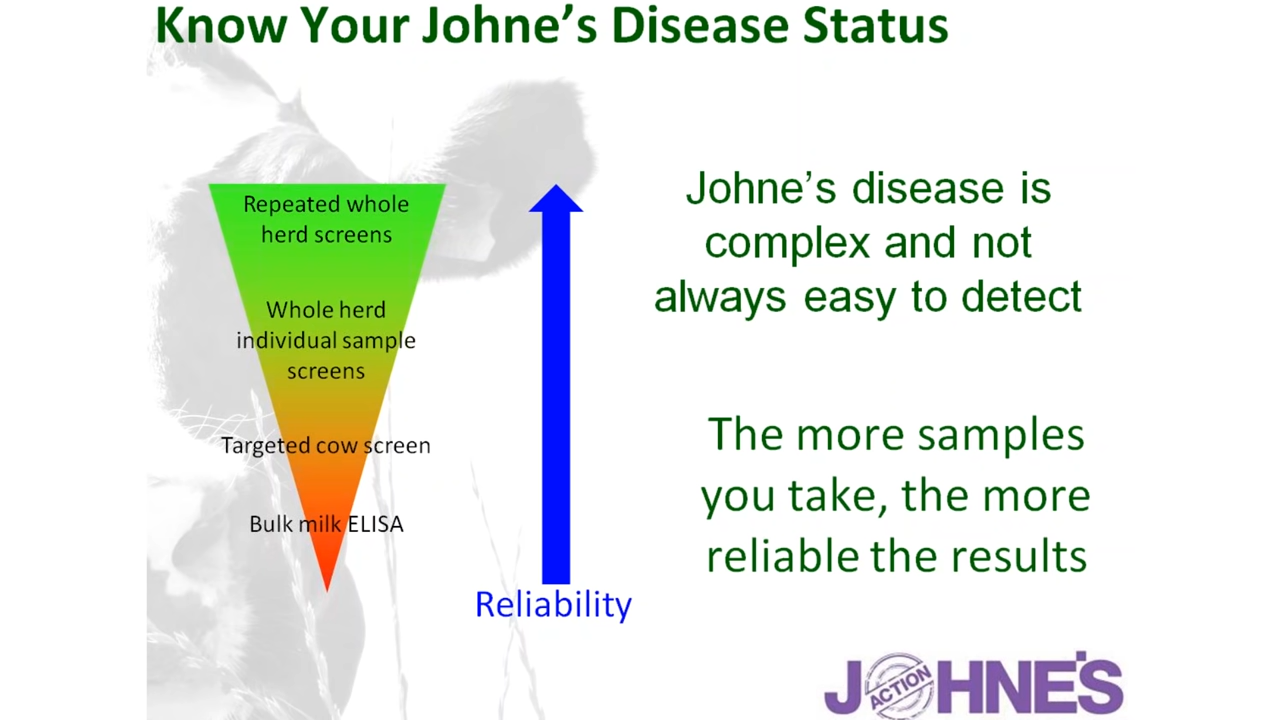 Know Your Johne’s Disease Status
Repeated whole
herd screens
Whole herd
individual sample
screens
Targeted cow screen
Bulk milk ELISA
Reliability
Johne’s disease is
complex and not
always easy to detect
The more samples
you take, the more
reliable the results
JOHNE'S
ACTION